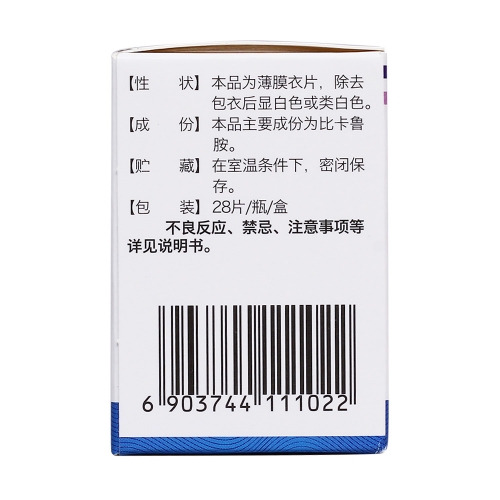 【性 状】本品为薄膜衣片，除去
包衣后显白色或类白色。
【成 份】本品主要成份为比卡鲁
胺。
【贮 藏】在室温条件下，密闭保
存。
【包 装】28片/瓶/盒
不良反应、禁忌、注意事项等
详见说明书。
6 903744 111022